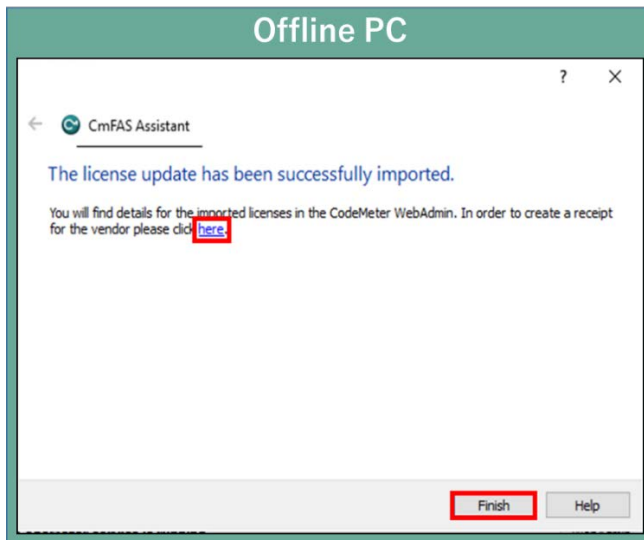 Offline PC
? ×
← CmFAS Assistant
The license update has been successfully imported.
You will find details for the imported licenses in the CodeMeter WebAdmin. In order to create a receipt
for the vendor please click here.
Finish Help